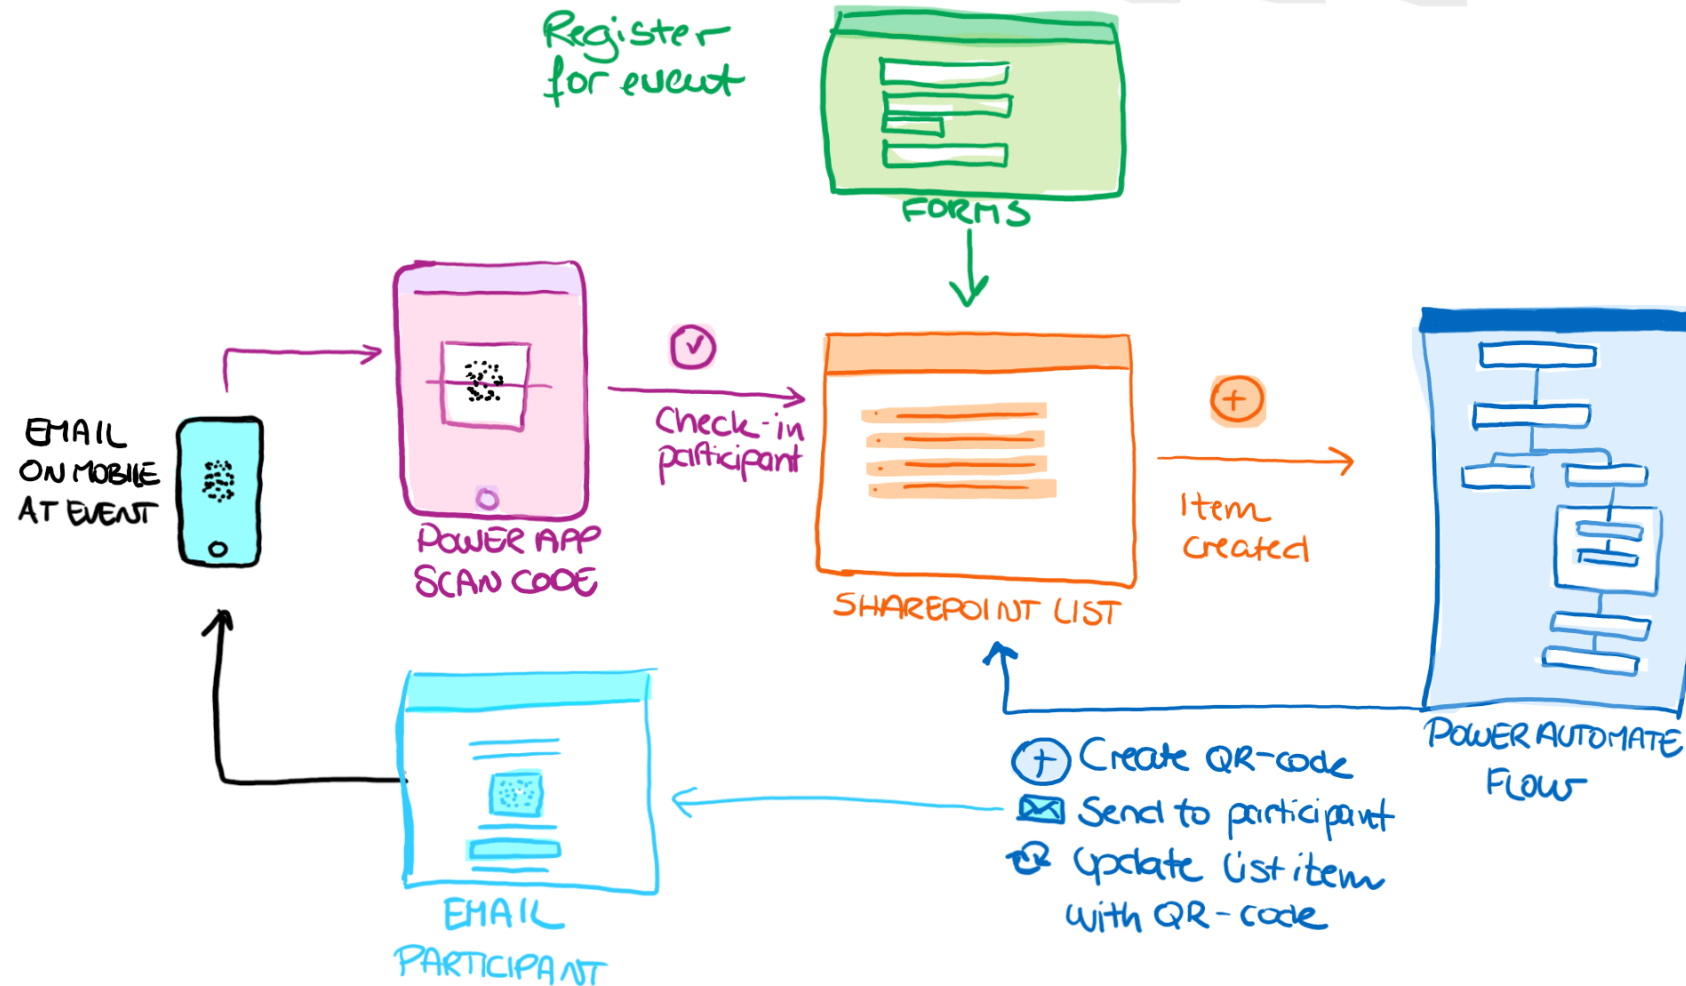 Register
for event
FORMS
EMAIL
ON MOBILE
AT EVENT
POWER APP
SCAN CODE
Check-in
participant
SHAREPOINT LIST
Item
created
POWER AUTOMATE
FLOW
Create QR-code
Send to participant
Update list item
with QR-code
EMAIL
PARTICIPANT